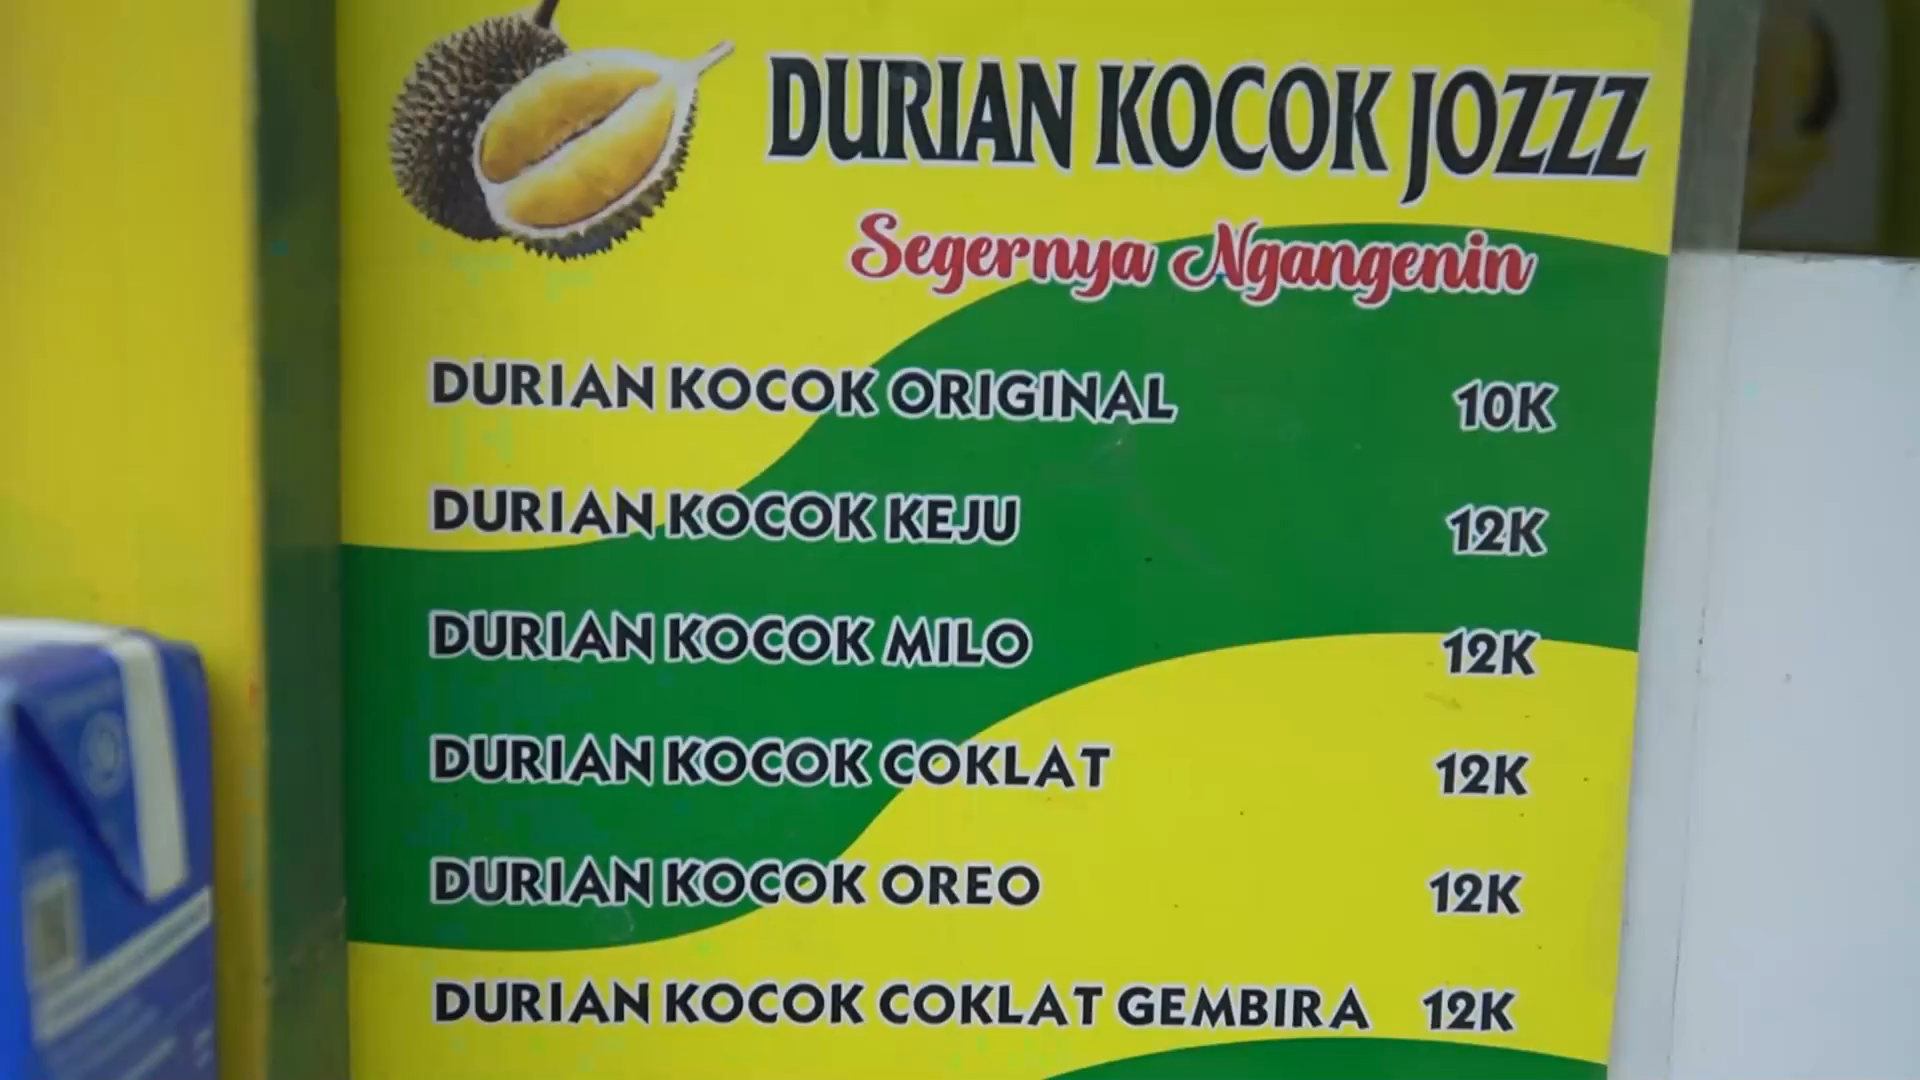 DURIAN KOCOK JOZZZ
Segernya Ngangenin
DURIAN KOCOK ORIGINAL 10K
DURIAN KOCOK KEJU 12K
DURIAN KOCOK MILO 12K
DURIAN KOCOK COKLAT 12K
DURIAN KOCOK OREO 12K
DURIAN KOCOK COKLAT GEMBIRA 12K